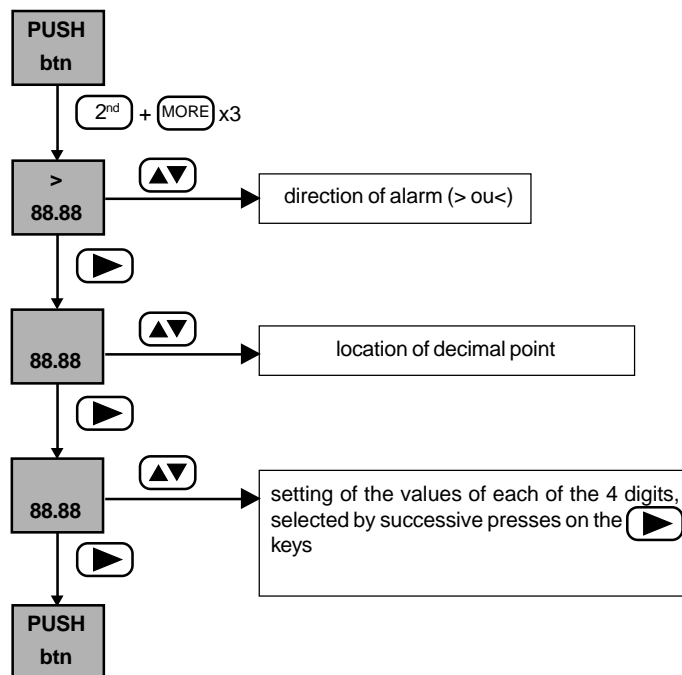 PUSH
btn
2nd + MORE x3
>
88.88
direction of alarm (> ou<)
88.88
location of decimal point
88.88
setting of the values of each of the 4 digits,
selected by successive presses on the
keys
PUSH
btn